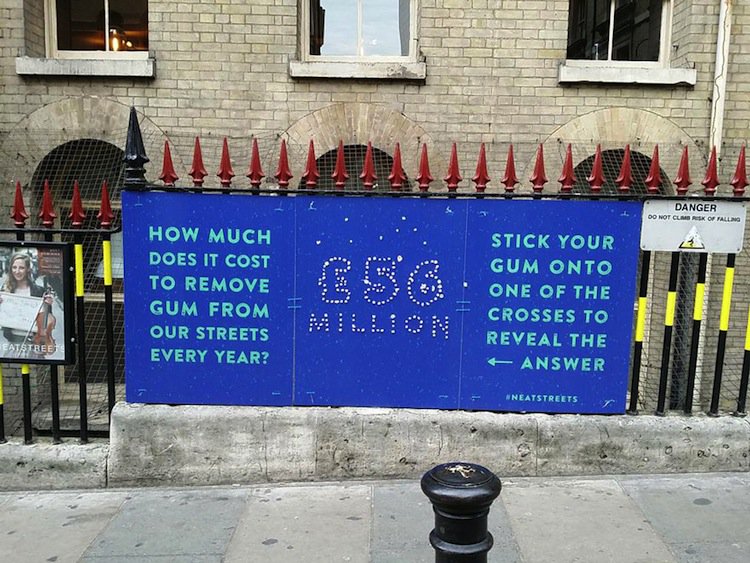 HOW MUCH
DOES IT COST
TO REMOVE
GUM FROM
OUR STREETS
EVERY YEAR?
£56
MILLION
STICK YOUR
GUM ONTO
ONE OF THE
CROSSES TO
REVEAL THE
← ANSWER
#NEATSTREETS
DANGER
DO NOT CLIMB RISK OF FALLING
EATSTREETS